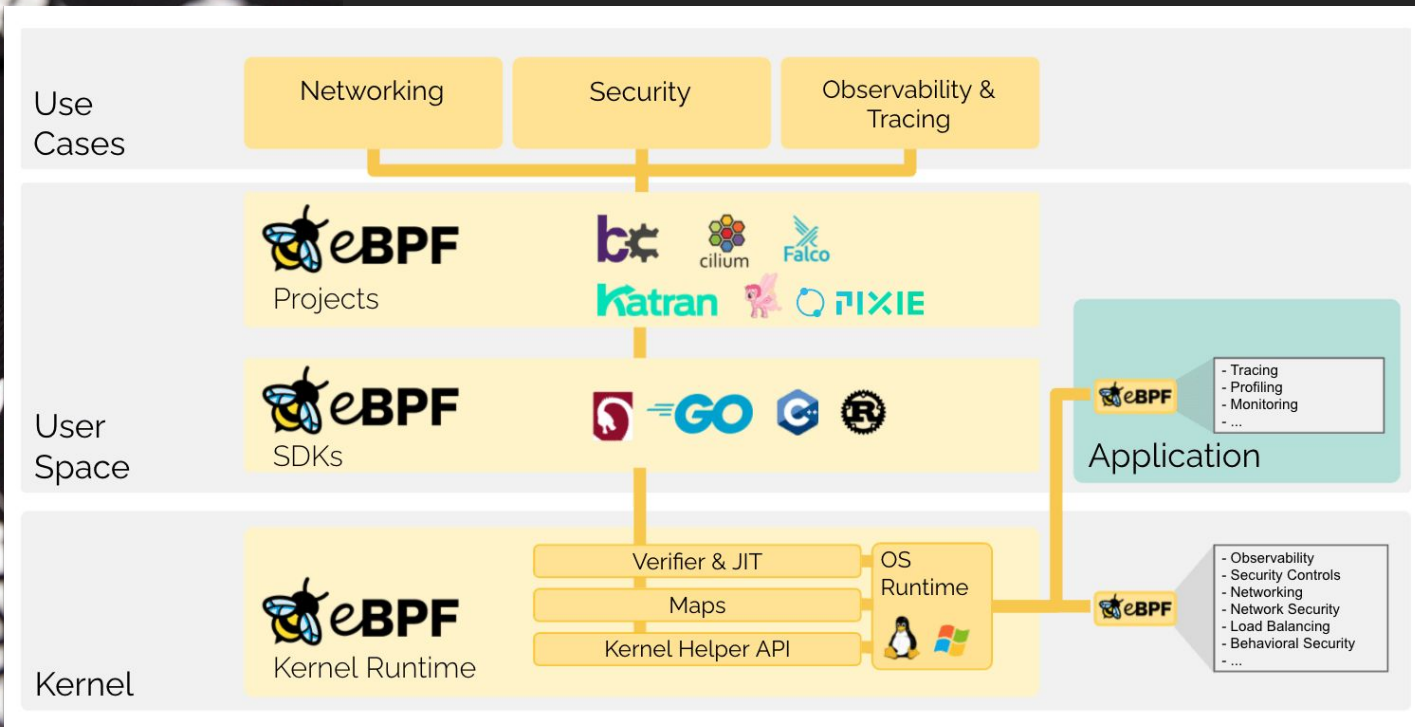 Use
Cases
Networking
Security
Observability &
Tracing
User
Space
eBPF
Projects
bcc
cilium
Falco
Katran
PIXIE
eBPF
SDKs
GO
C++
R
eBPF
- Tracing
- Profiling
- Monitoring
- ...
Application
Kernel
eBPF
Kernel Runtime
Verifier & JIT
Maps
Kernel Helper API
OS
Runtime
eBPF
- Observability
- Security Controls
- Networking
- Network Security
- Load Balancing
- Behavioral Security
- ...